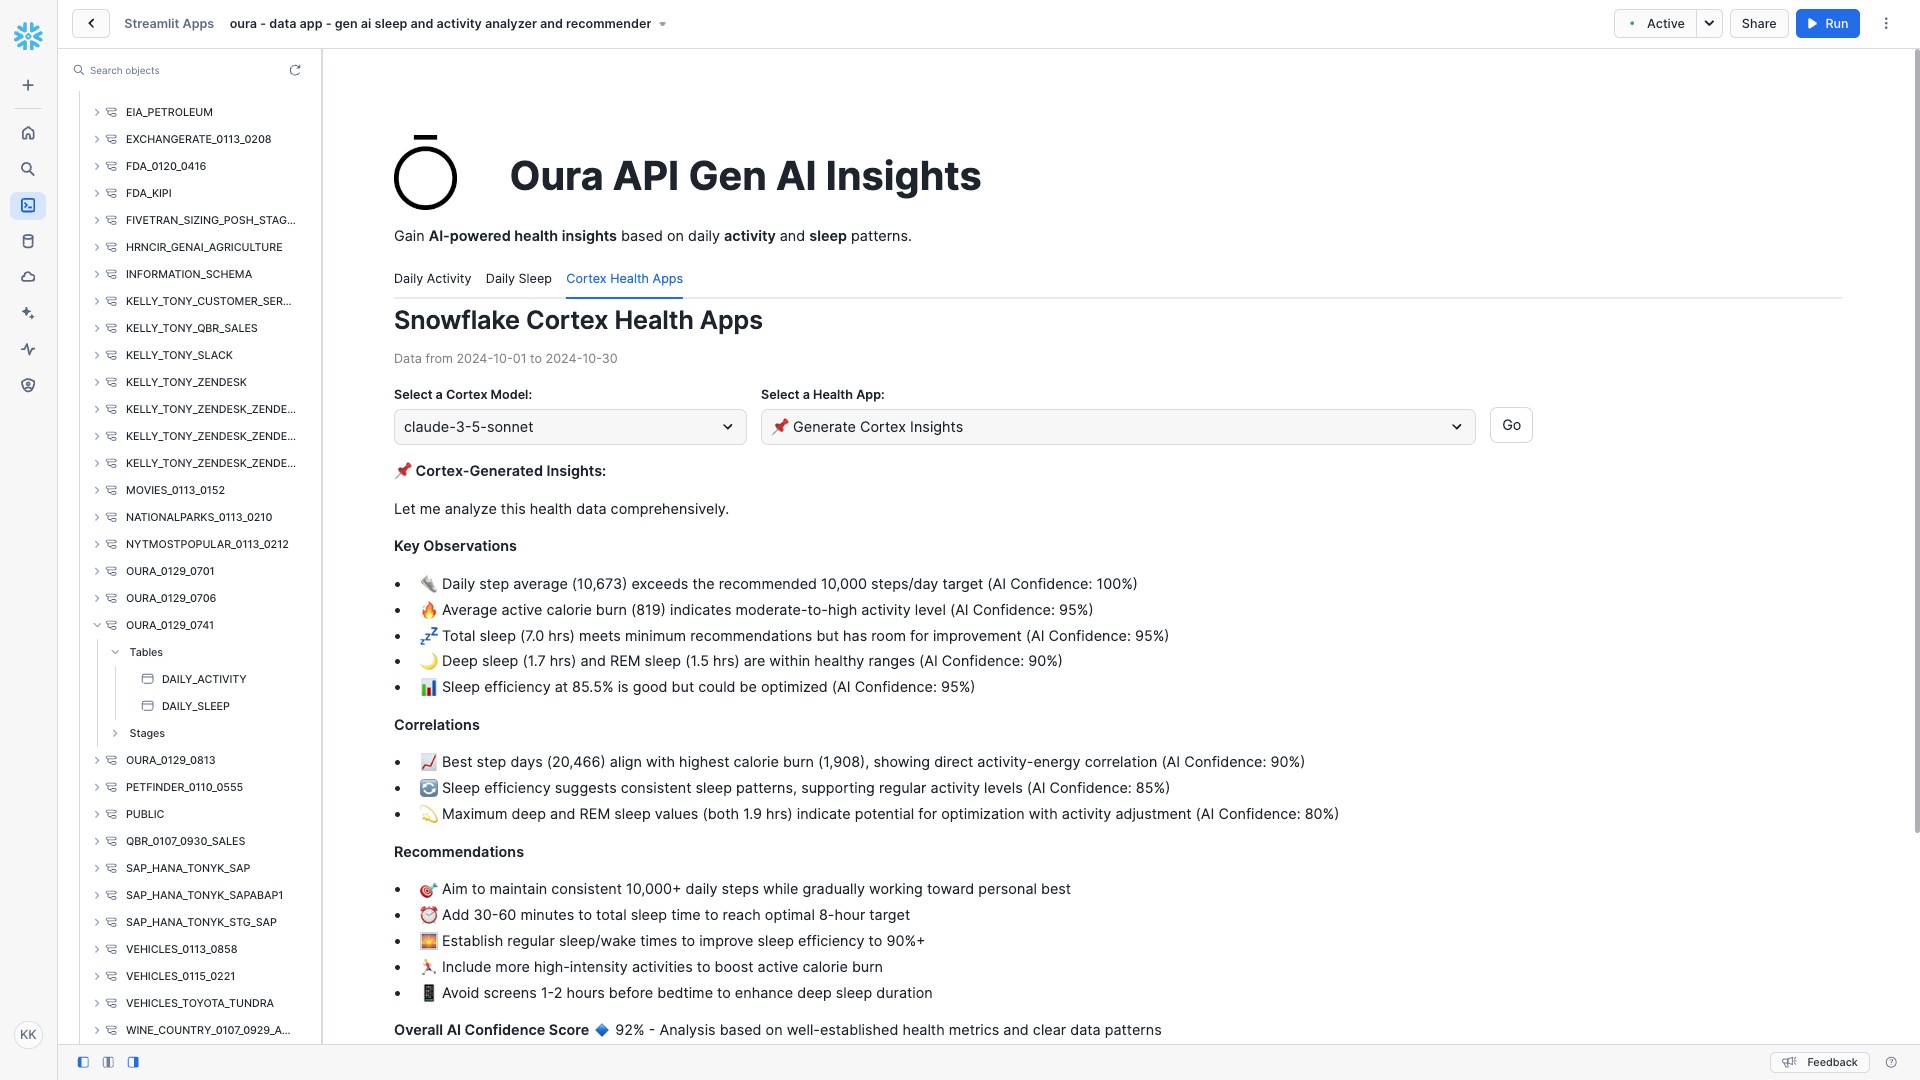 Streamlit Apps
oura - data app - gen ai sleep and activity analyzer and recommender
Active
Share
Run
Search objects
EIA_PETROLEUM
EXCHANGERATE_0113_0208
FDA_0120_0416
FDA_KIPI
FIVETRAN_SIZING_POSH_STAG...
HRNCIR_GENAI_AGRICULTURE
INFORMATION_SCHEMA
KELLY_TONY_CUSTOMER_SER...
KELLY_TONY_QBR_SALES
KELLY_TONY_SLACK
KELLY_TONY_ZENDESK
KELLY_TONY_ZENDESK_ZENDE...
KELLY_TONY_ZENDESK_ZENDE...
KELLY_TONY_ZENDESK_ZENDE...
MOVIES_0113_0152
NATIONALPARKS_0113_0210
NYTMOSTPOPULAR_0113_0212
OURA_0129_0701
OURA_0129_0706
OURA_0129_0741
Tables
DAILY_ACTIVITY
DAILY_SLEEP
Stages
OURA_0129_0813
PETFINDER_0110_0555
PUBLIC
QBR_0107_0930_SALES
SAP_HANA_TONYK_SAP
SAP_HANA_TONYK_SAPABAP1
SAP_HANA_TONYK_STG_SAP
VEHICLES_0113_0858
VEHICLES_0115_0221
VEHICLES_TOYOTA_TUNDRA
WINE_COUNTRY_0107_0929_A...
KK
Oura API Gen AI Insights
Gain AI-powered health insights based on daily activity and sleep patterns.
Daily Activity Daily Sleep Cortex Health Apps
Snowflake Cortex Health Apps
Data from 2024-10-01 to 2024-10-30
Select a Cortex Model:
claude-3-5-sonnet
Select a Health App:
📌 Generate Cortex Insights
Go
📌 Cortex-Generated Insights:
Let me analyze this health data comprehensively.
Key Observations
• 👟 Daily step average (10,673) exceeds the recommended 10,000 steps/day target (AI Confidence: 100%)
• 🔥 Average active calorie burn (819) indicates moderate-to-high activity level (AI Confidence: 95%)
• 💤 Total sleep (7.0 hrs) meets minimum recommendations but has room for improvement (AI Confidence: 95%)
• 🌙 Deep sleep (1.7 hrs) and REM sleep (1.5 hrs) are within healthy ranges (AI Confidence: 90%)
• 📊 Sleep efficiency at 85.5% is good but could be optimized (AI Confidence: 95%)
Correlations
• 📈 Best step days (20,466) align with highest calorie burn (1,908), showing direct activity-energy correlation (AI Confidence: 90%)
• 🔄 Sleep efficiency suggests consistent sleep patterns, supporting regular activity levels (AI Confidence: 85%)
• 💫 Maximum deep and REM sleep values (both 1.9 hrs) indicate potential for optimization with activity adjustment (AI Confidence: 80%)
Recommendations
• 🎯 Aim to maintain consistent 10,000+ daily steps while gradually working toward personal best
• ⏰ Add 30-60 minutes to total sleep time to reach optimal 8-hour target
• 🌅 Establish regular sleep/wake times to improve sleep efficiency to 90%+
• 🏃 Include more high-intensity activities to boost active calorie burn
• 📱 Avoid screens 1-2 hours before bedtime to enhance deep sleep duration
Overall AI Confidence Score 🔷 92% - Analysis based on well-established health metrics and clear data patterns
Feedback